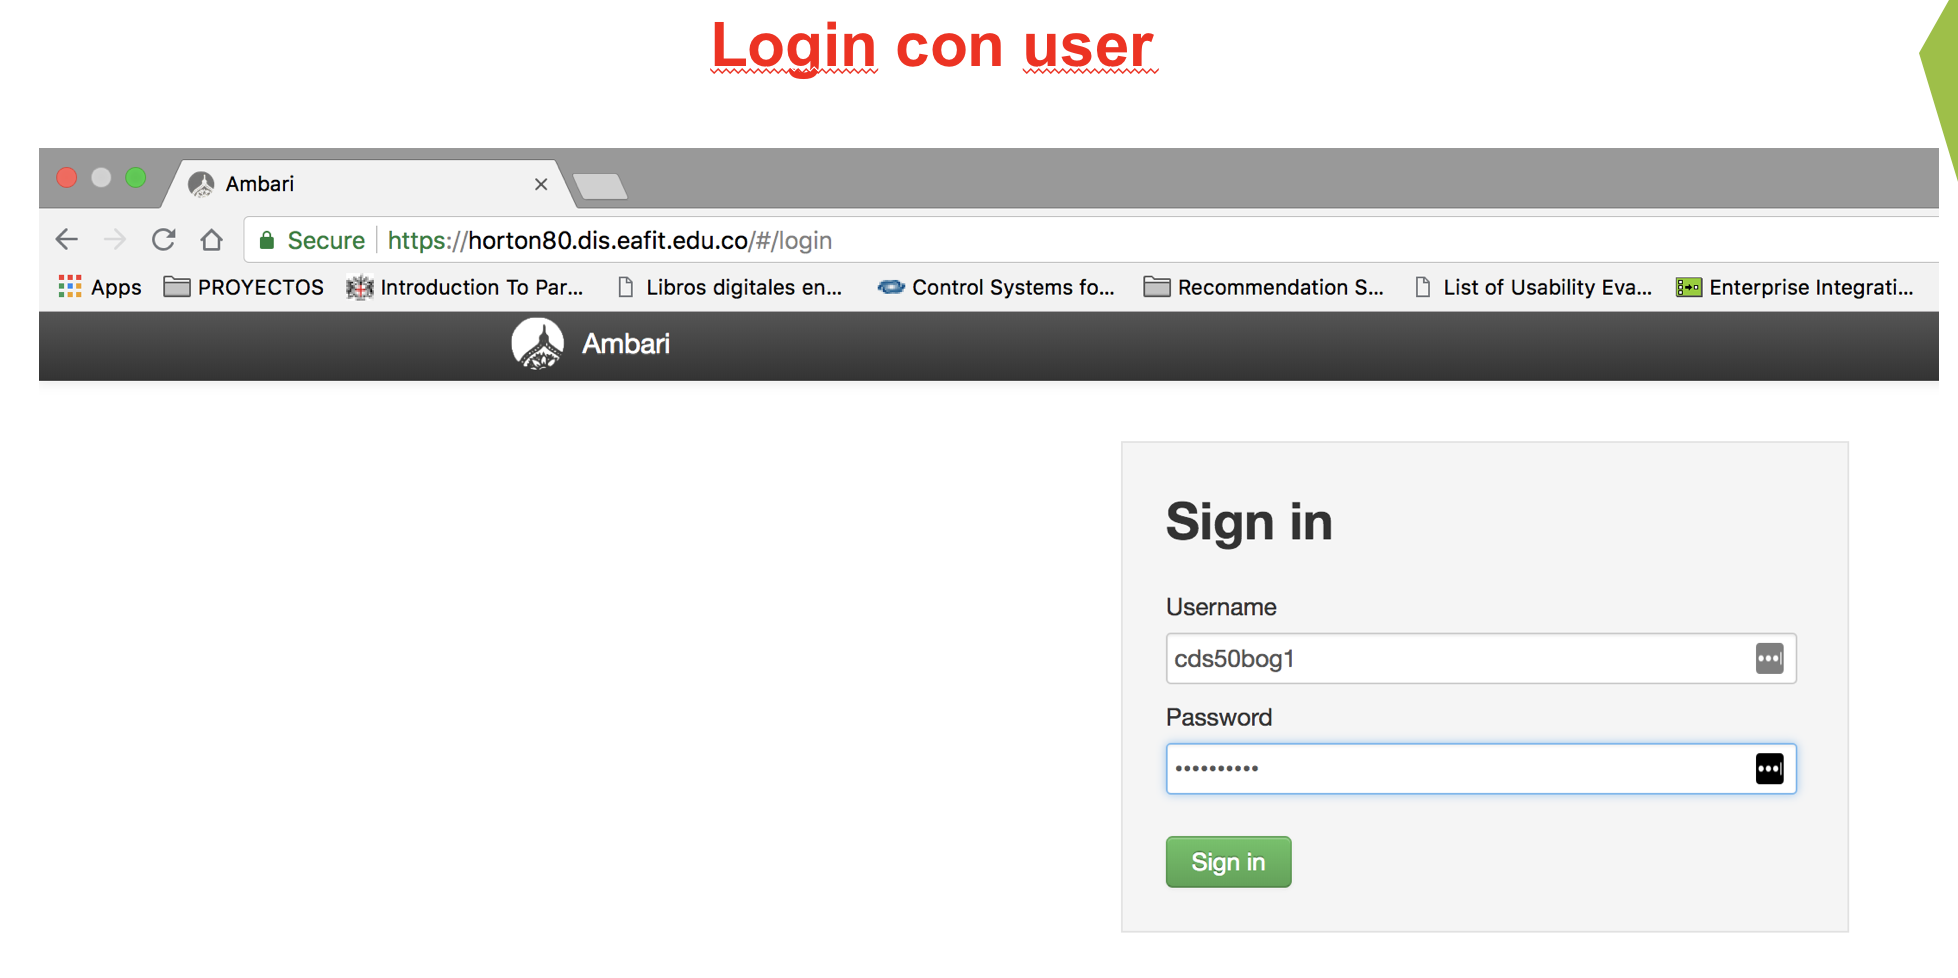 Login con user
Ambari
Secure https://horton80.dis.eafit.edu.co/#/login
Apps PROYECTOS Introduction To Par... Libros digitales en... Control Systems fo... Recommendation S... List of Usability Eva... Enterprise Integrati...
Ambari
Sign in
Username
cds50bog1
Password
••••••••••
Sign in